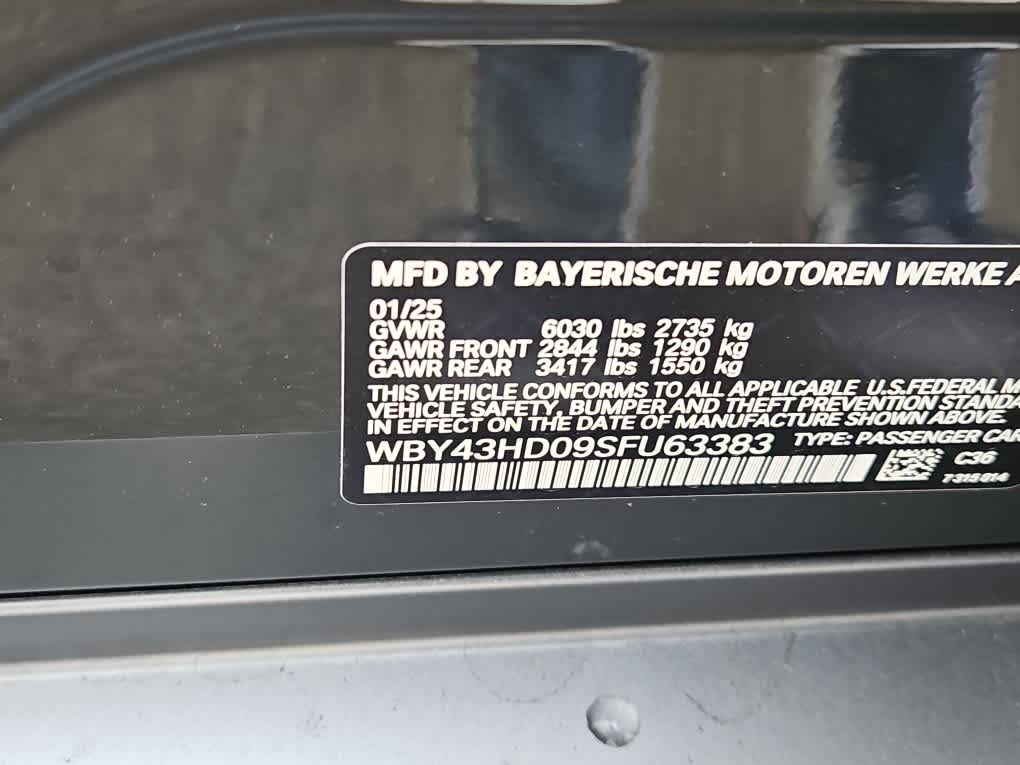 MFD BY BAYERISCHE MOTOREN WERKE A
01/25
GVWR 6030 lbs 2735 kg
GAWR FRONT 2844 lbs 1290 kg
GAWR REAR 3417 lbs 1550 kg
THIS VEHICLE CONFORMS TO ALL APPLICABLE U.S.FEDERAL M
VEHICLE SAFETY, BUMPER AND THEFT PREVENTION STANDA
IN EFFECT ON THE DATE OF MANUFACTURE SHOWN ABOVE.
WBY43HD09SFU63383 TYPE: PASSENGER CAR
C36
7315014